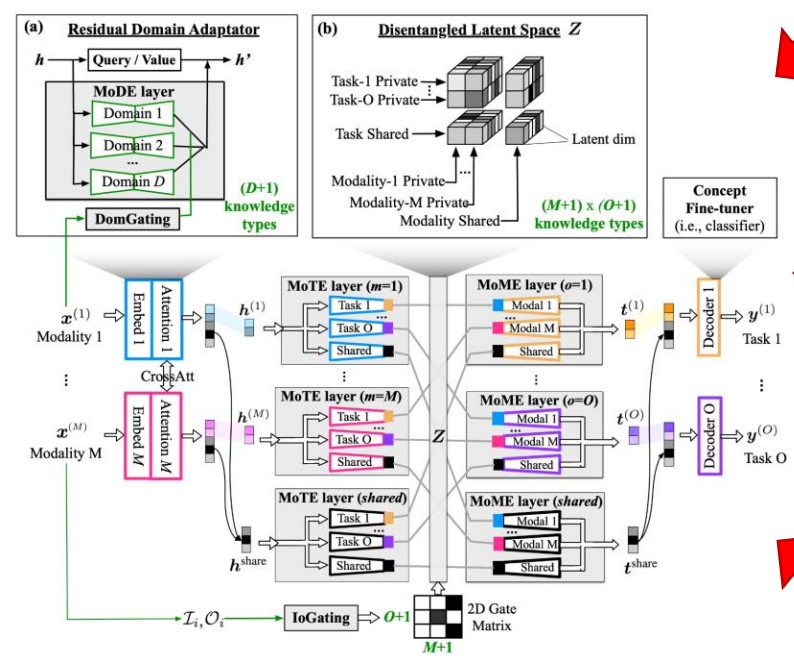 (a) Residual Domain Adaptator
h Query / Value h'
MoDE layer
Domain 1
Domain 2
...
Domain D
(D+1)
knowledge
types
DomGating
(b) Disentangled Latent Space Z
Task-1 Private
⋮
Task-O Private
Task Shared
Latent dim
...
Modality-1 Private
Modality-M Private
Modality Shared
(M+1) x (O+1)
knowledge types
Concept
Fine-tuner
(i.e., classifier)
x^(1)
Modality 1
Embed 1
Attention 1
h^(1)
MoTE layer (m=1)
Task 1
...
Task O
Shared
MoME layer (o=1)
Modal 1
...
Modal M
Shared
t^(1)
Decoder 1
y^(1)
Task 1
⋮
CrossAtt
⋮
⋮
⋮
x^(M)
Modality M
Embed M
Attention M
h^(M)
MoTE layer (m=M)
Task 1
...
Task O
Shared
Z
MoME layer (o=O)
Modal 1
...
Modal M
Shared
t^(O)
Decoder O
y^(O)
Task O
h^share
MoTE layer (shared)
Task 1
...
Task O
Shared
MoME layer (shared)
Modal 1
...
Modal M
Shared
t^share
I_i, O_i
IoGating
O+1
M+1
2D Gate
Matrix